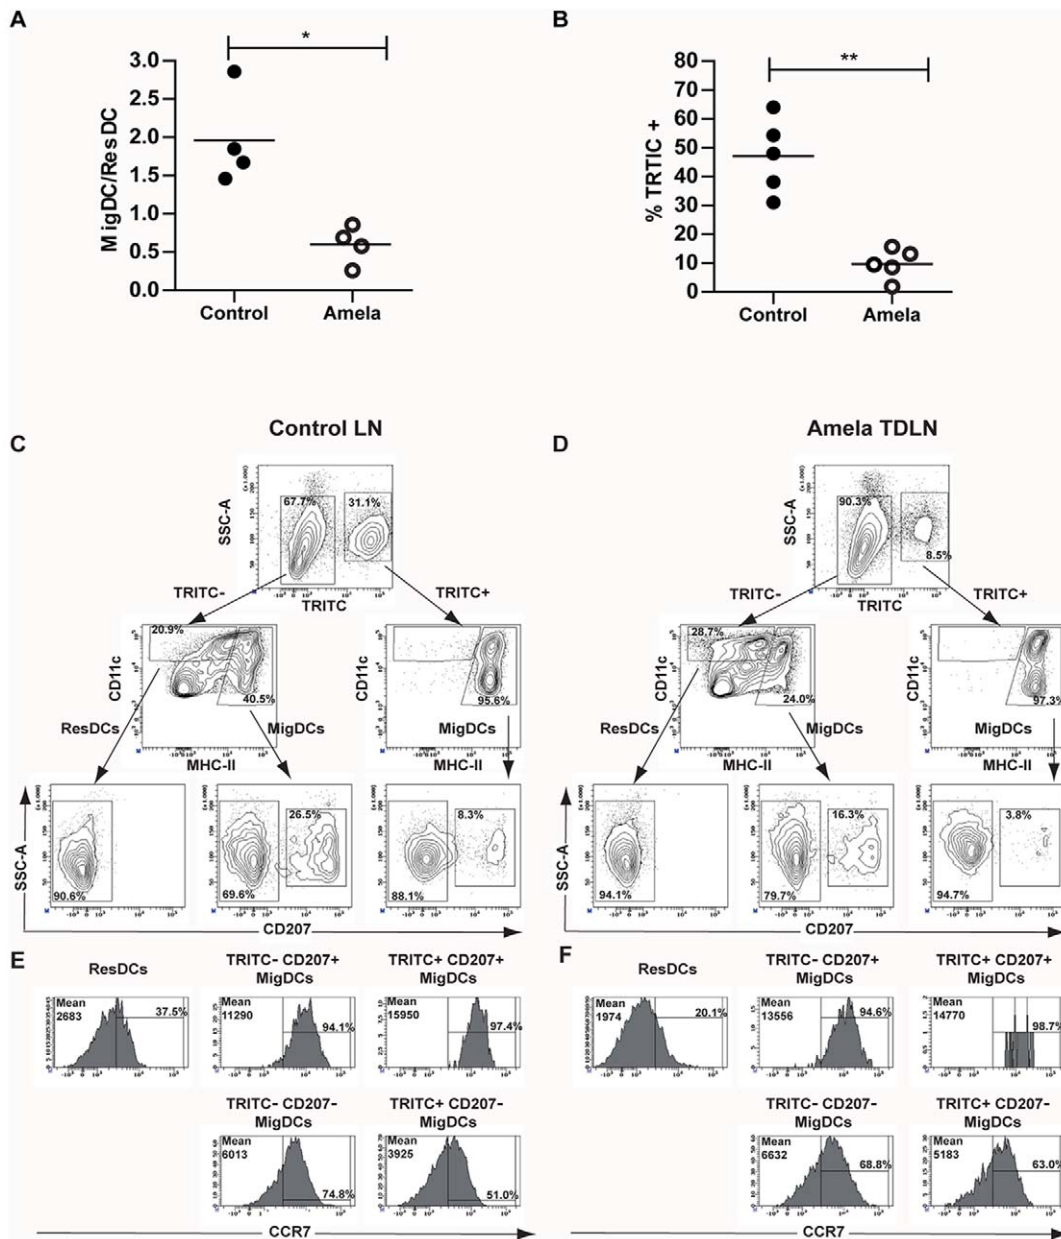 A
B
*
**
3.0
2.5
2.0
1.5
1.0
0.5
0.0
MigDC/ResDC
Control
Amela
80
70
60
50
40
30
20
10
0
% TRTIC +
Control
Amela
C
Control LN
D
Amela TDLN
SSC-A
67.7%
31.1%
TRITC
TRITC-
TRITC+
SSC-A
90.3%
8.5%
TRITC
TRITC-
TRITC+
CD11c
20.9%
40.5%
MHC-II
CD11c
95.6%
MHC-II
ResDCs
MigDCs
MigDCs
CD11c
28.7%
24.0%
MHC-II
CD11c
97.3%
MHC-II
ResDCs
MigDCs
MigDCs
SSC-A
90.6%
26.5%
69.6%
8.3%
88.1%
CD207
SSC-A
94.1%
16.3%
79.7%
3.8%
94.7%
CD207
E
ResDCs
TRITC- CD207+
MigDCs
TRITC+ CD207+
MigDCs
Mean
2683
37.5%
Mean
11290
94.1%
Mean
15950
97.4%
TRITC- CD207-
MigDCs
TRITC+ CD207-
MigDCs
Mean
6013
74.8%
Mean
3925
51.0%
CCR7
F
ResDCs
TRITC- CD207+
MigDCs
TRITC+ CD207+
MigDCs
Mean
1974
20.1%
Mean
13556
94.6%
Mean
14770
98.7%
TRITC- CD207-
MigDCs
TRITC+ CD207-
MigDCs
Mean
6632
68.8%
Mean
5183
63.0%
CCR7